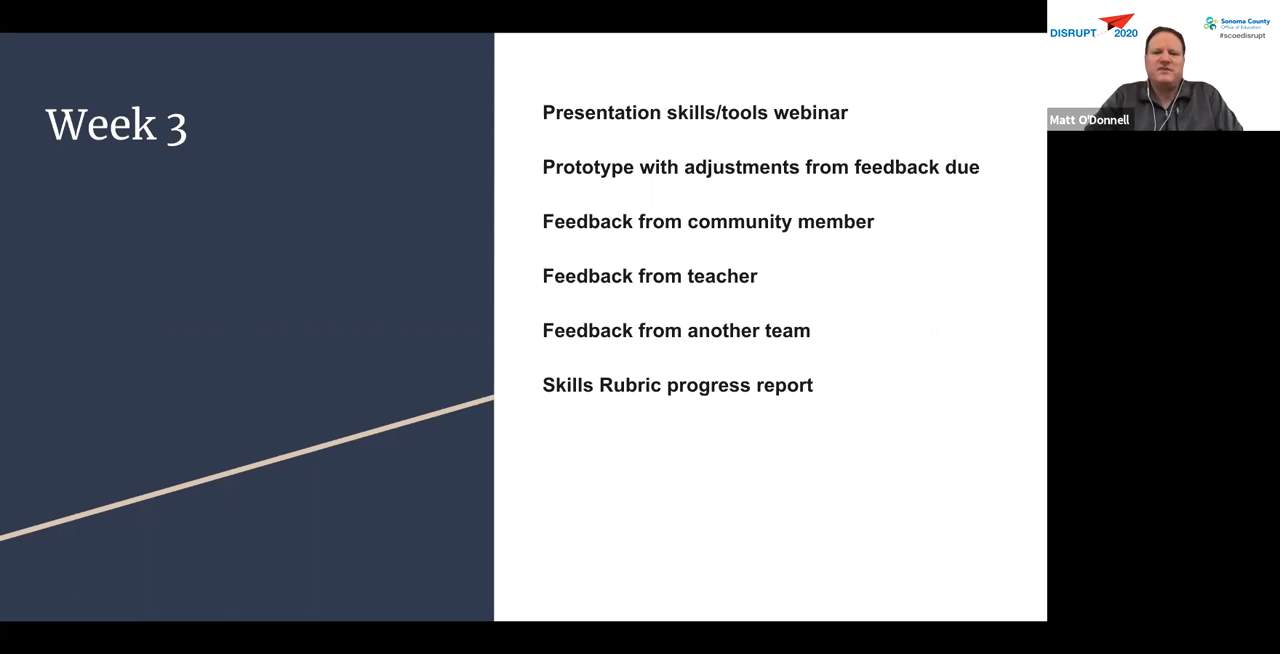 Week 3
Presentation skills/tools webinar
Prototype with adjustments from feedback due
Feedback from community member
Feedback from teacher
Feedback from another team
Skills Rubric progress report
DISRUPT 2020
Sonoma County
Office of Education
#scoedisrupt
Matt O'Donnell